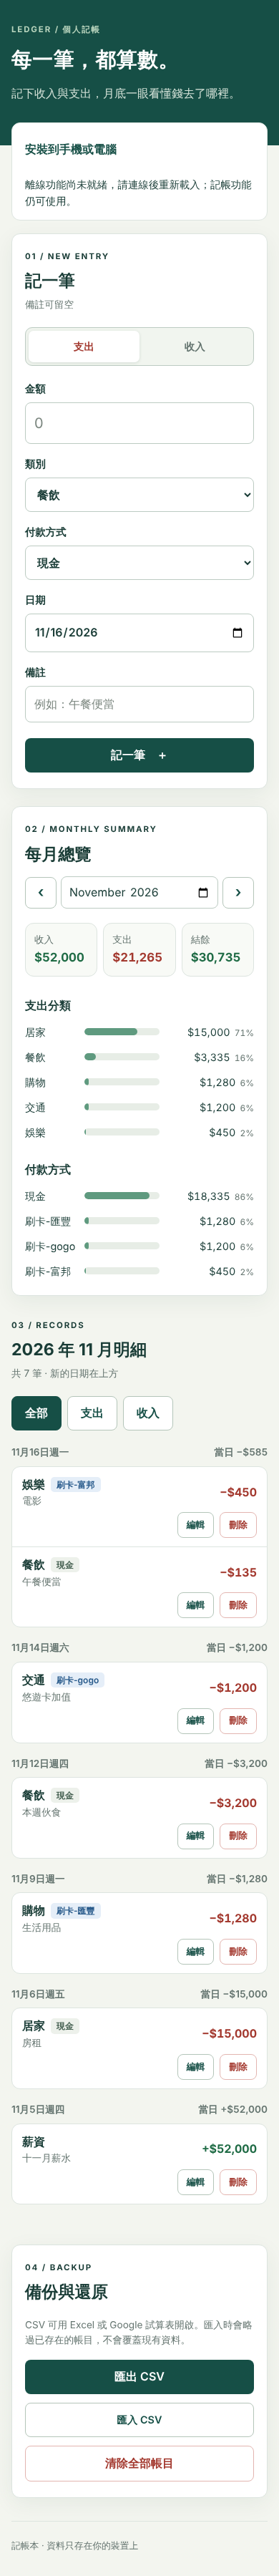 LEDGER / 個人記帳
每一筆，都算數。
記下收入與支出，月底一眼看懂錢去了哪裡。
安裝到手機或電腦
離線功能尚未就緒，請連線後重新載入；記帳功能
仍可使用。
01 / NEW ENTRY
記一筆
備註可留空
支出 收入
金額
0
類別
餐飲
付款方式
現金
日期
11/16/2026
備註
例如：午餐便當
記一筆 +
02 / MONTHLY SUMMARY
每月總覽
‹ November 2026 ›
收入 支出 結餘
$52,000 $21,265 $30,735
支出分類
居家 $15,000 71%
餐飲 $3,335 16%
購物 $1,280 6%
交通 $1,200 6%
娛樂 $450 2%
付款方式
現金 $18,335 86%
刷卡-匯豐 $1,280 6%
刷卡-gogo $1,200 6%
刷卡-富邦 $450 2%
03 / RECORDS
2026 年 11 月明細
共 7 筆 · 新的日期在上方
全部 支出 收入
11月16日週一 當日 −$585
娛樂 刷卡-富邦 −$450
電影
編輯 刪除
餐飲 現金 −$135
午餐便當
編輯 刪除
11月14日週六 當日 −$1,200
交通 刷卡-gogo −$1,200
悠遊卡加值
編輯 刪除
11月12日週四 當日 −$3,200
餐飲 現金 −$3,200
本週伙食
編輯 刪除
11月9日週一 當日 −$1,280
購物 刷卡-匯豐 −$1,280
生活用品
編輯 刪除
11月6日週五 當日 −$15,000
居家 現金 −$15,000
房租
編輯 刪除
11月5日週四 當日 +$52,000
薪資 +$52,000
十一月薪水
編輯 刪除
04 / BACKUP
備份與還原
CSV 可用 Excel 或 Google 試算表開啟。匯入時會略
過已存在的帳目，不會覆蓋現有資料。
匯出 CSV
匯入 CSV
清除全部帳目
記帳本 · 資料只存在你的裝置上